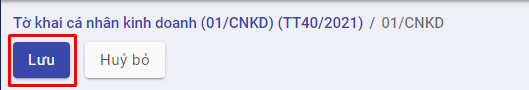 Tờ khai cá nhân kinh doanh (01/CNKD) (TT40/2021) / 01/CNKD
Lưu Huỷ bỏ